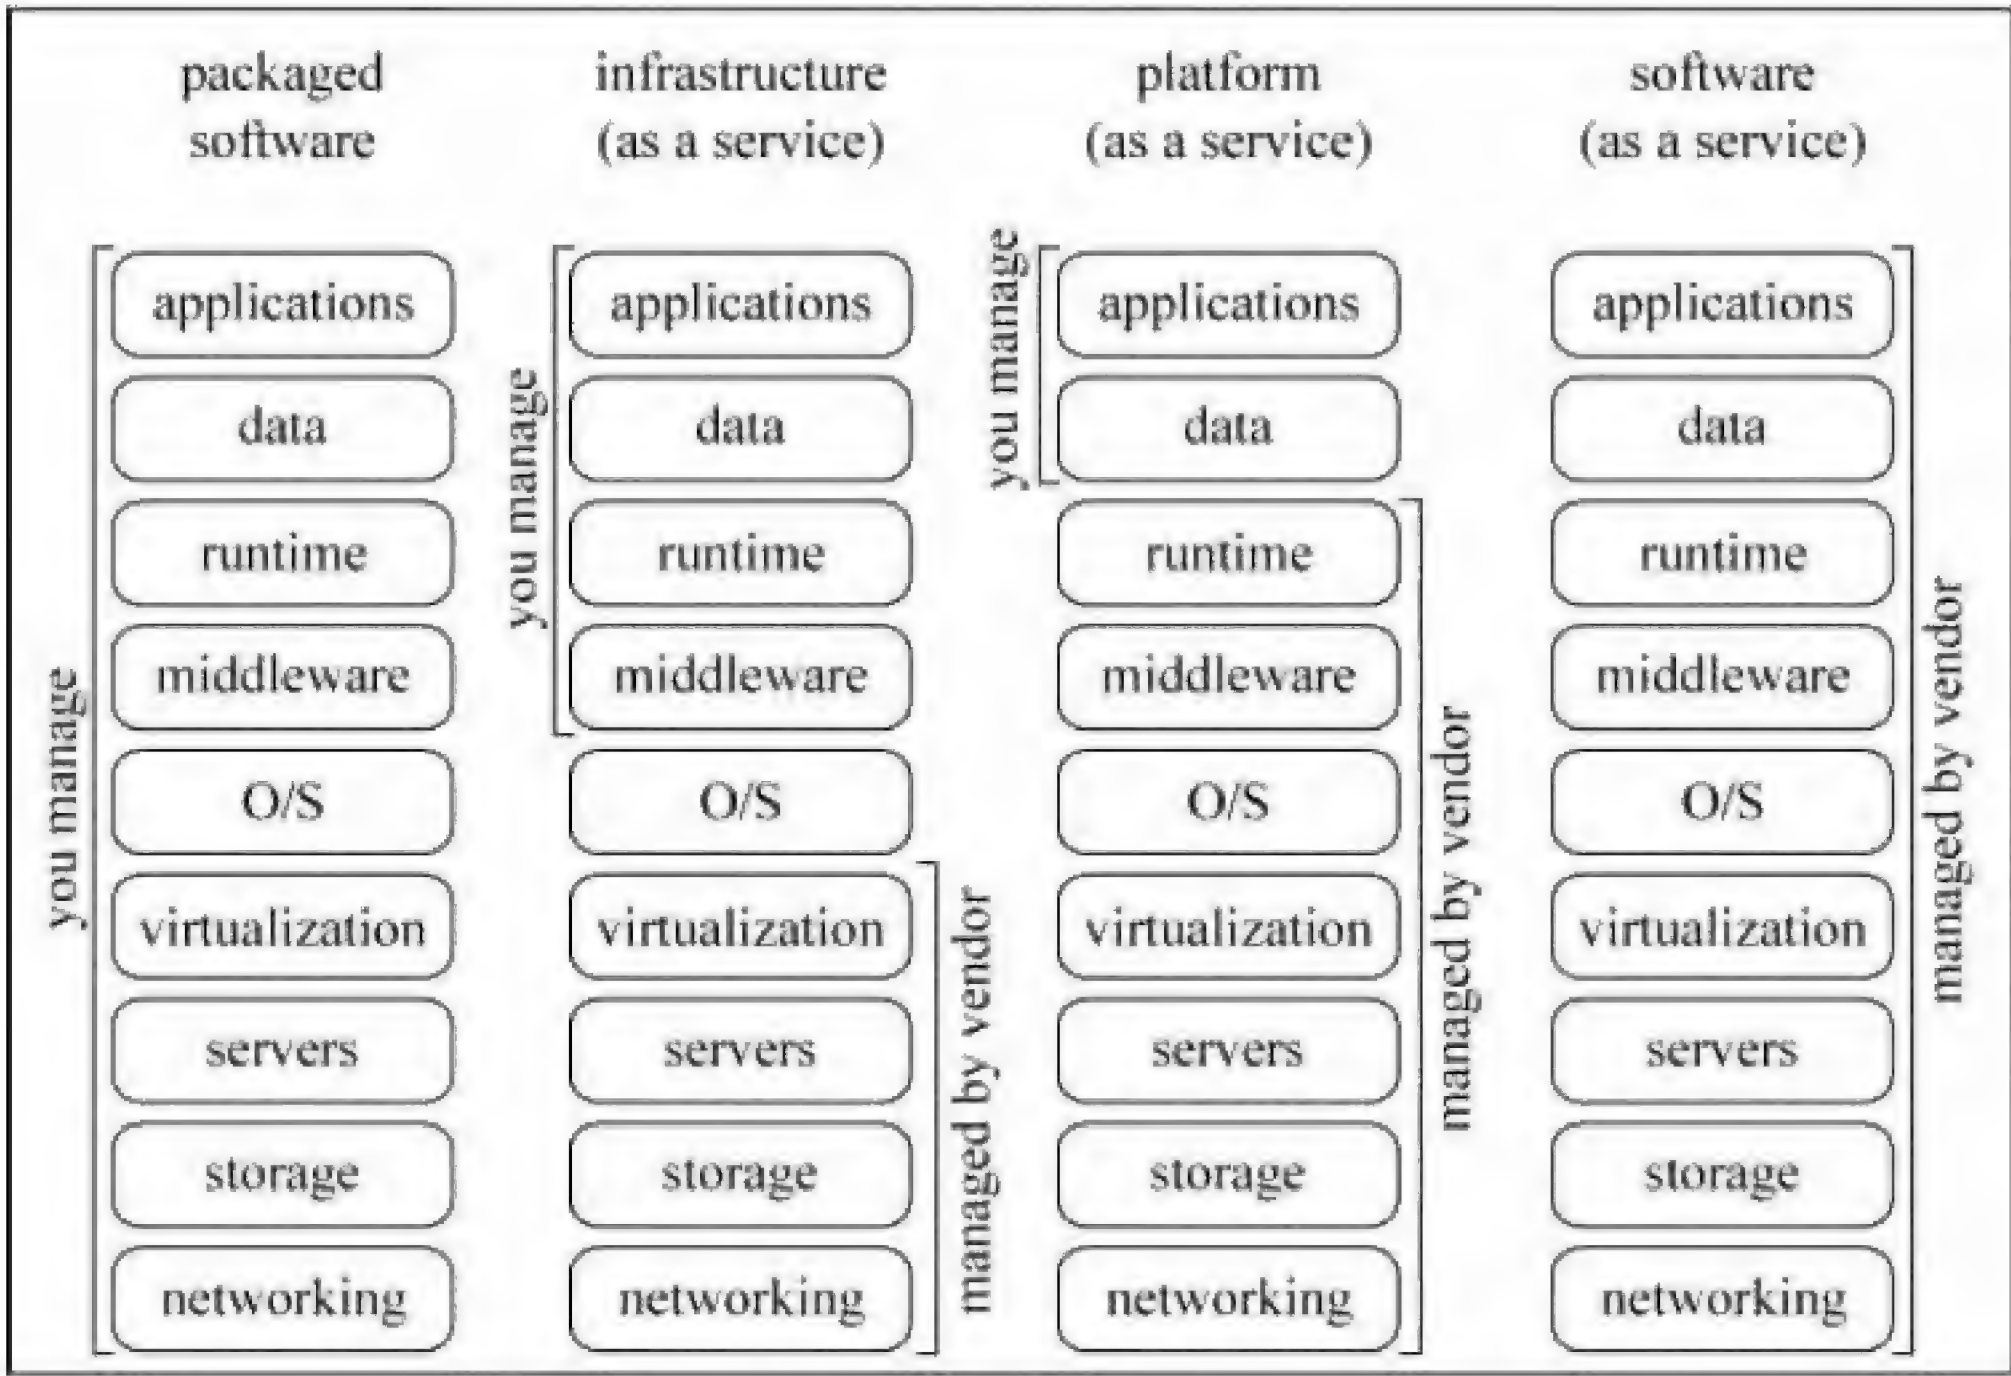 packaged
software
you manage
applications
data
runtime
middleware
O/S
virtualization
servers
storage
networking
infrastructure
(as a service)
you manage
applications
data
runtime
middleware
O/S
virtualization
servers
storage
networking
managed by vendor
platform
(as a service)
you manage
applications
data
runtime
middleware
O/S
virtualization
servers
storage
networking
managed by vendor
software
(as a service)
applications
data
runtime
middleware
O/S
virtualization
servers
storage
networking
managed by vendor